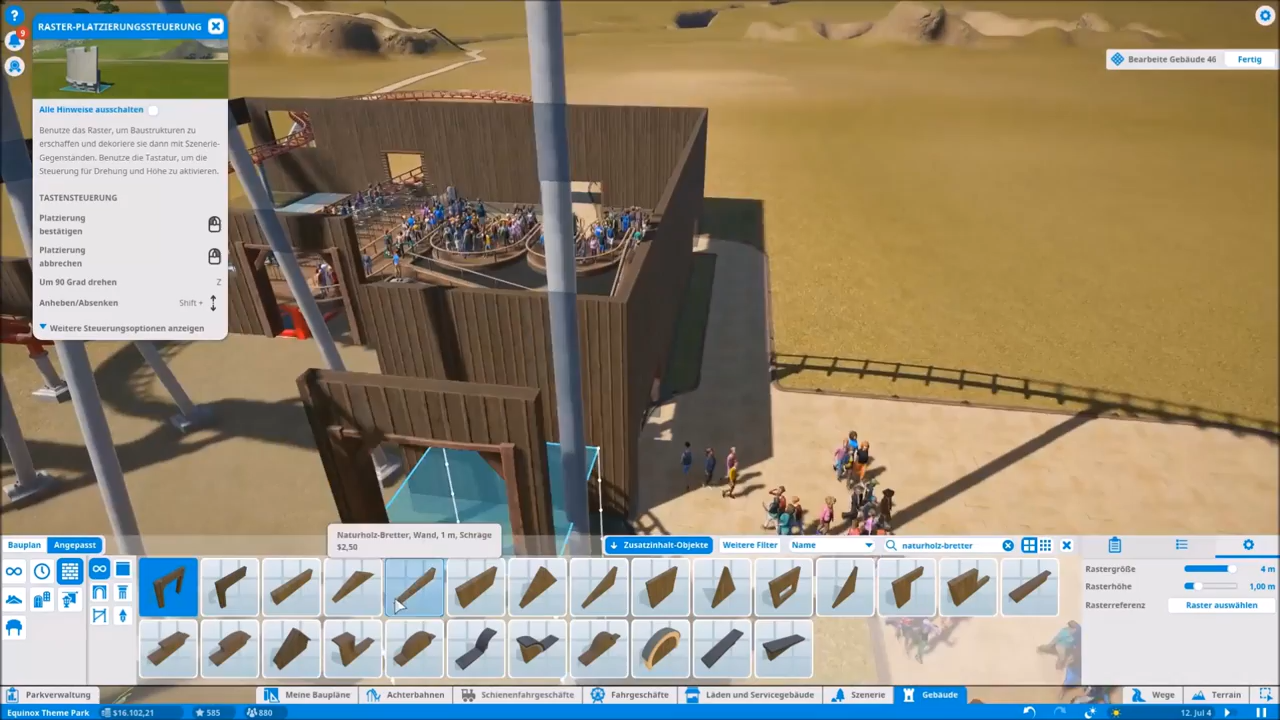 ?
9
RASTER-PLATZIERUNGSSTEUERUNG
Alle Hinweise ausschalten
Benutze das Raster, um Baustrukturen zu
erschaffen und dekoriere sie dann mit Szenerie-
Gegenständen. Benutze die Tastatur, um die
Steuerung für Drehung und Höhe zu aktivieren.
TASTENSTEUERUNG
Platzierung
bestätigen
Platzierung
abbrechen
Um 90 Grad drehen Z
Anheben/Absenken Shift +
Weitere Steuerungsoptionen anzeigen
Bearbeite Gebäude 46 Fertig
Naturholz-Bretter, Wand, 1 m, Schräge
$2,50
Bauplan Angepasst
Zusatzinhalt-Objekte Weitere Filter Name naturholz-bretter
Rastergröße 4 m
Rasterhöhe 1,00 m
Rasterreferenz Raster auswählen
Parkverwaltung Meine Baupläne Achterbahnen Schienenfahrgeschäfte Fahrgeschäfte Läden und Servicegebäude Szenerie Gebäude Wege Terrain
Equinox Theme Park $16.102,21 585 880 12. Jul 4